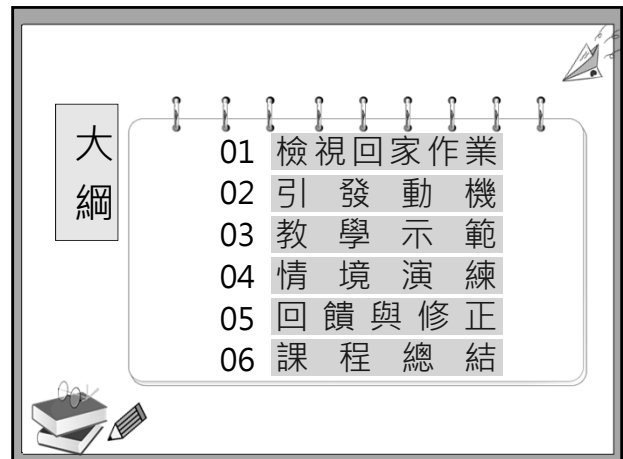 大
綱
01 檢視回家作業
02 引發動機
03 教學示範
04 情境演練
05 回饋與修正
06 課程總結